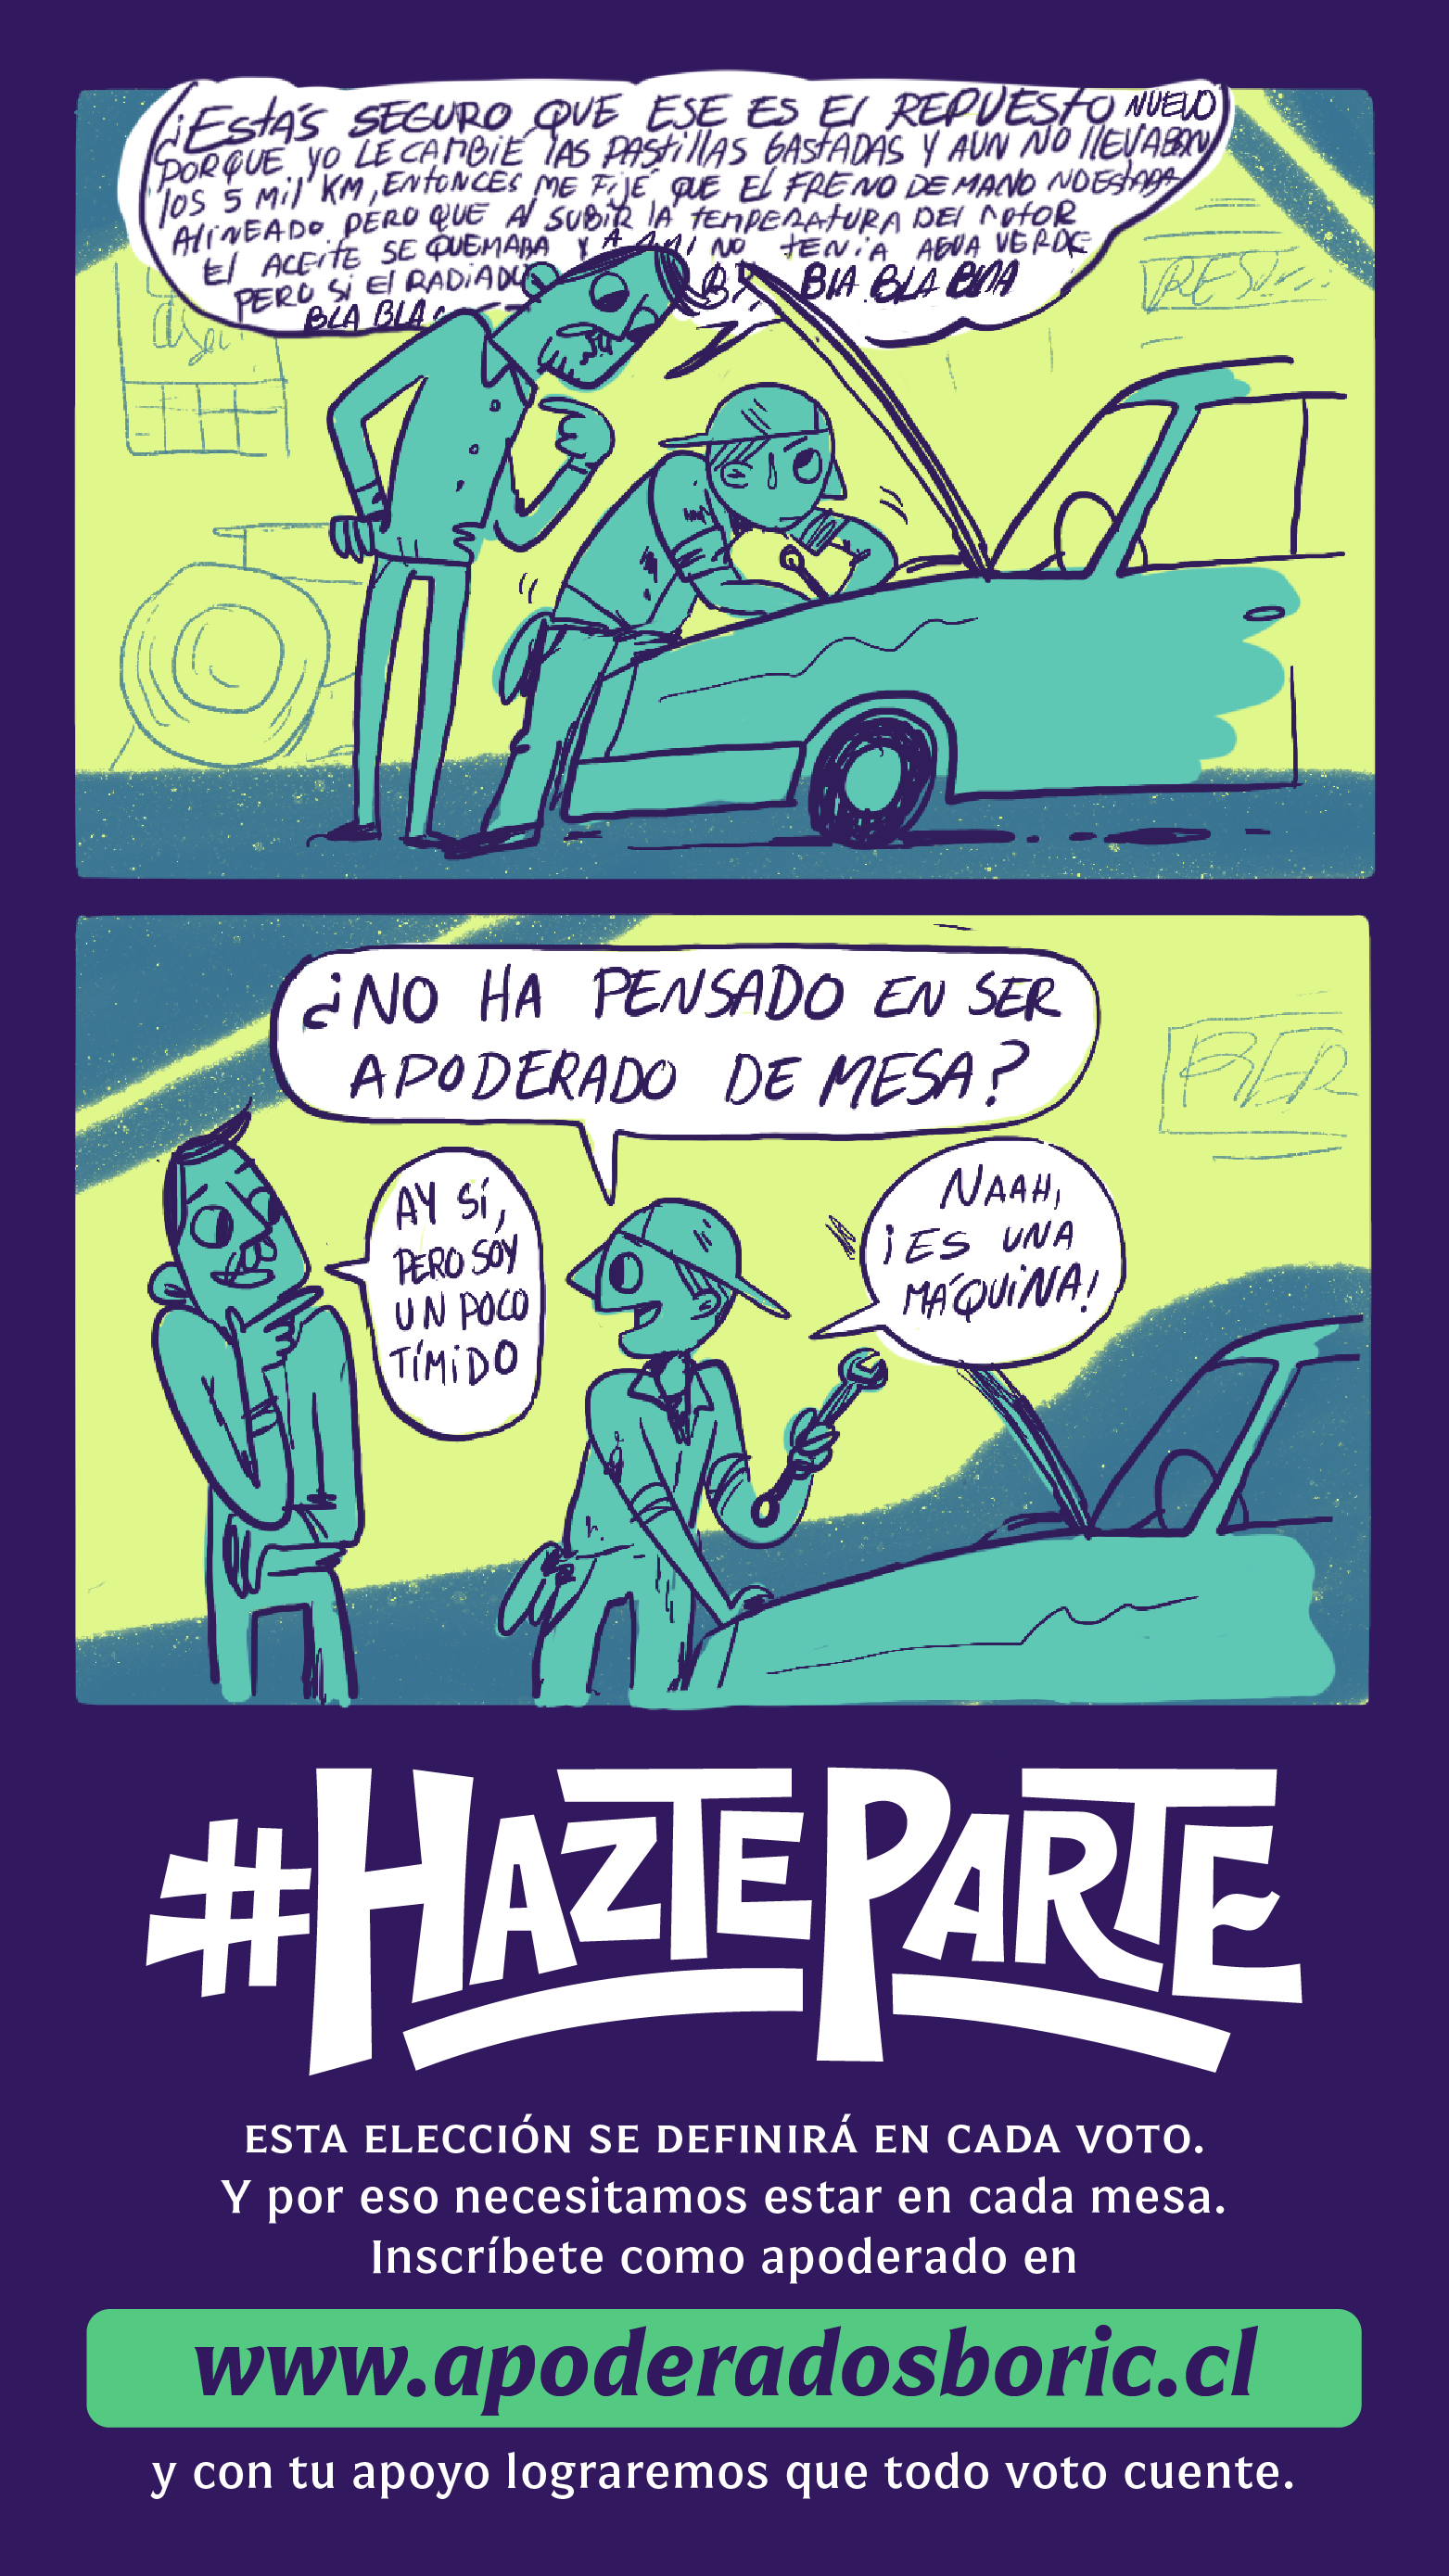 ¿Estás SEGURO QUE ESE ES El REPUESTO NUEVO
PORQUE YO LE CAMBIÉ lAS PAStillAS GAStADAS Y AUN NO llEVABAN
lOS 5 Mil KM, ENtONCES ME FIJÉ QUE EL FRENO DE MANO NO EStABA
AliNEADO PERO QUE Al SUBIR lA TEMPERATURA DEl MOTOR
El ACEItE SE QUEMABA Y A NO tENIA AGUA VERDE
PERO Si El RADIADO
BLA BLA BlA BLA BLA
¿NO HA PENSADO EN SER
APODERADO DE MESA?
AY SÍ,
PERO SOY
UN POCO
TÍMIDO
NAAH,
¡ES UNA
MÁQUINA!
#HAZTEPARTE
ESTA ELECCIÓN SE DEFINIRÁ EN CADA VOTO.
Y por eso necesitamos estar en cada mesa.
Inscríbete como apoderado en
www.apoderadosboric.cl
y con tu apoyo lograremos que todo voto cuente.